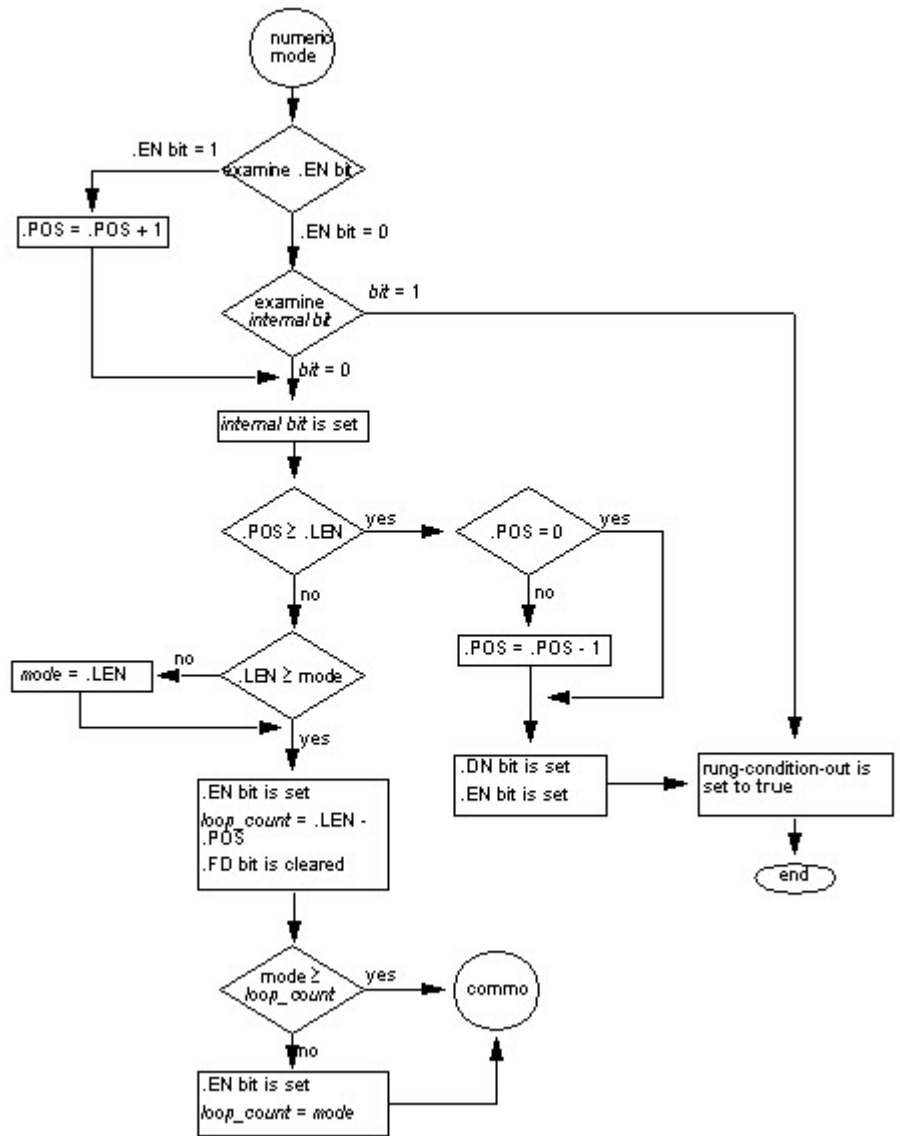 numeric
mode
.EN bit = 1
examine .EN bit
.POS = .POS + 1
.EN bit = 0
examine
internal bit
bit = 1
bit = 0
internal bit is set
.POS ≥ .LEN
yes
.POS = 0
yes
no
no
.POS = .POS - 1
mode = .LEN
no
.LEN ≥ mode
yes
.DN bit is set
.EN bit is set
rung-condition-out is
set to true
.EN bit is set
loop_count = .LEN -
.POS
.FD bit is cleared
end
mode ≥
loop_count
yes
commo
no
.EN bit is set
loop_count = mode